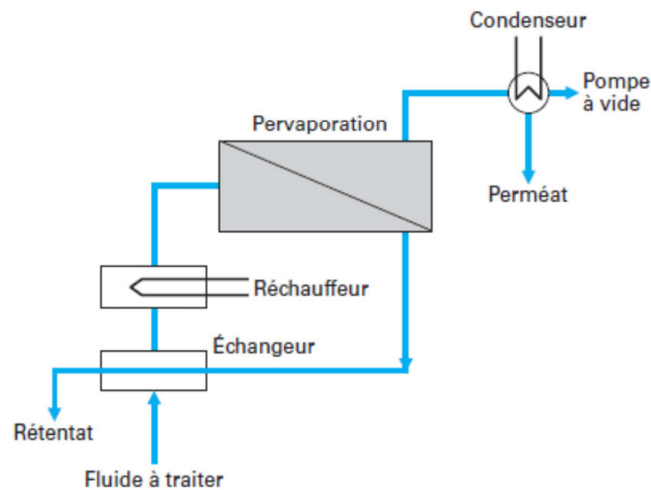 Condenseur
Pompe
à vide
Pervaporation
Perméat
Réchauffeur
Échangeur
Rétentat
Fluide à traiter